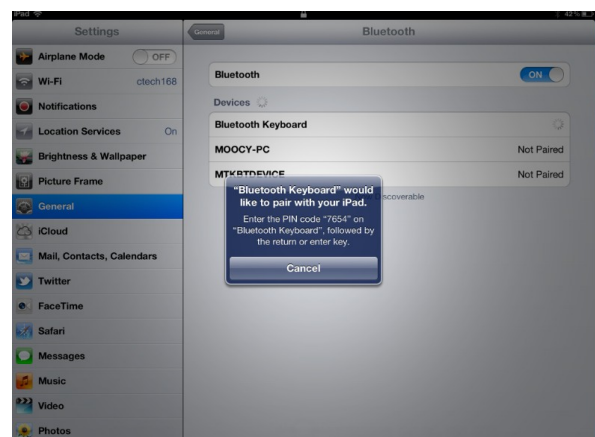 iPad
42%
Settings
General
Bluetooth
Airplane Mode
OFF
Wi-Fi
ctech168
Notifications
Location Services
On
Brightness & Wallpaper
Picture Frame
General
iCloud
Mail, Contacts, Calendars
Twitter
FaceTime
Safari
Messages
Music
Video
Photos
Bluetooth
ON
Devices
Bluetooth Keyboard
MOOCY-PC
Not Paired
MTKBTDEVICE
Not Paired
Discoverable
“Bluetooth Keyboard” would
like to pair with your iPad.
Enter the PIN code “7654” on
“Bluetooth Keyboard”, followed by
the return or enter key.
Cancel